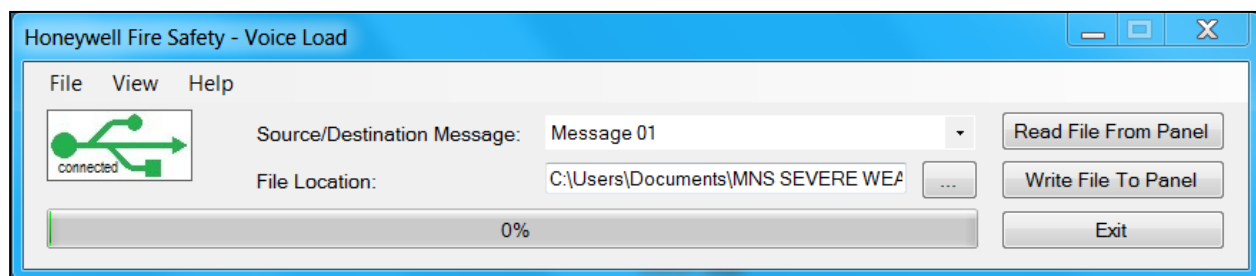 Honeywell Fire Safety - Voice Load
File View Help
connected
Source/Destination Message: Message 01 Read File From Panel
File Location: C:\Users\Documents\MNS SEVERE WEA ... Write File To Panel
0% Exit